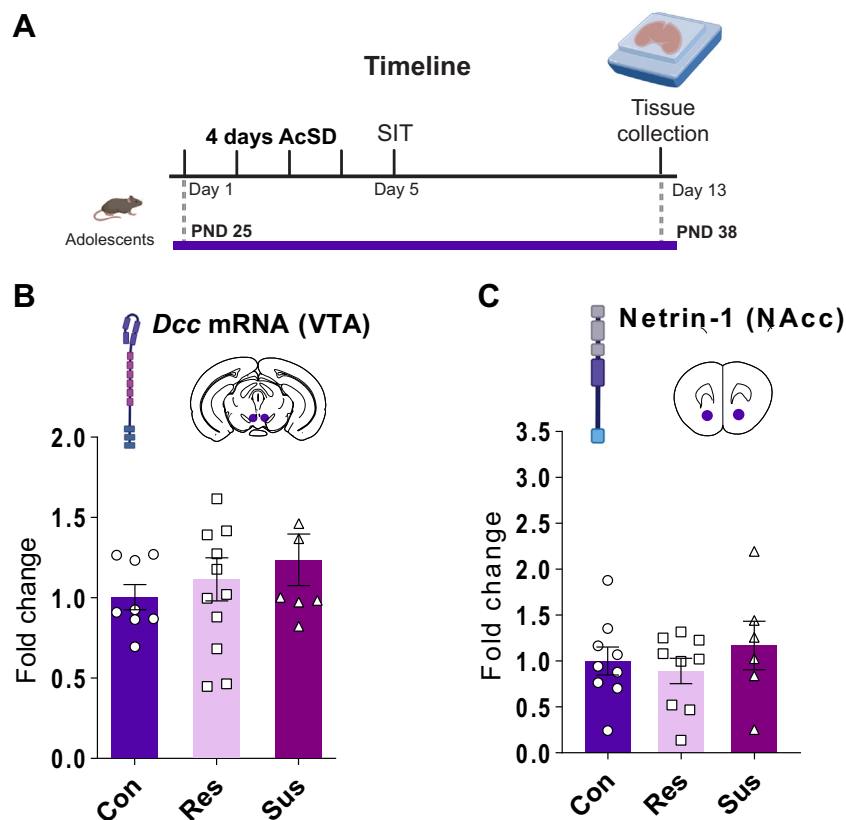 A
Timeline
Tissue
collection
4 days AcSD
SIT
Day 1
Day 5
Day 13
Adolescents
PND 25
PND 38
B
Dcc mRNA (VTA)
2.0
1.5
1.0
0.5
0.0
Fold change
Con
Res
Sus
C
Netrin-1 (NAcc)
3.5
3.0
2.5
2.0
1.5
1.0
0.5
0.0
Fold change
Con
Res
Sus